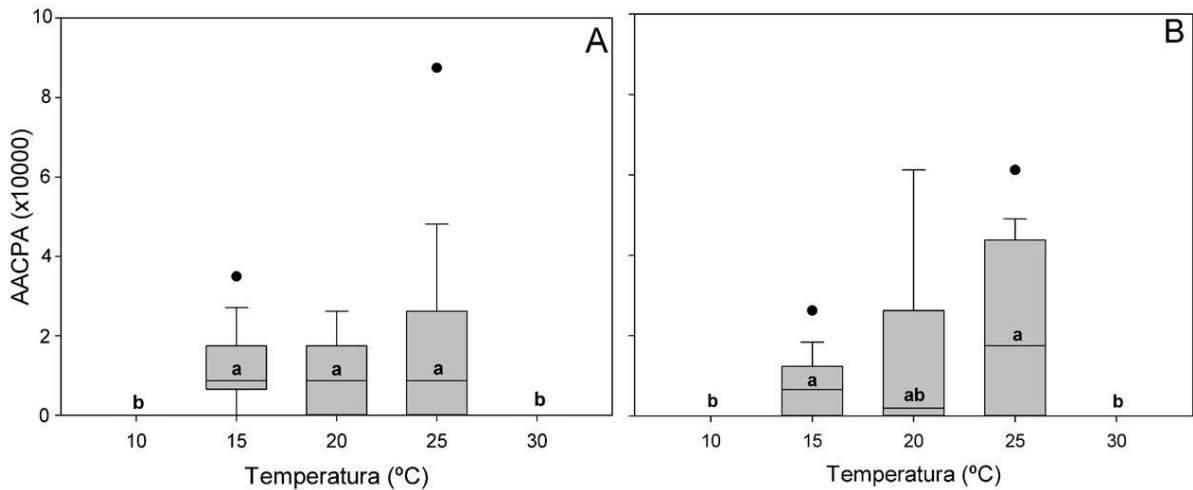 A
B
AACPA (x10000)
10
8
6
4
2
0
a a a
b b
a ab a
b b
10 15 20 25 30
10 15 20 25 30
Temperatura (ºC)
Temperatura (ºC)